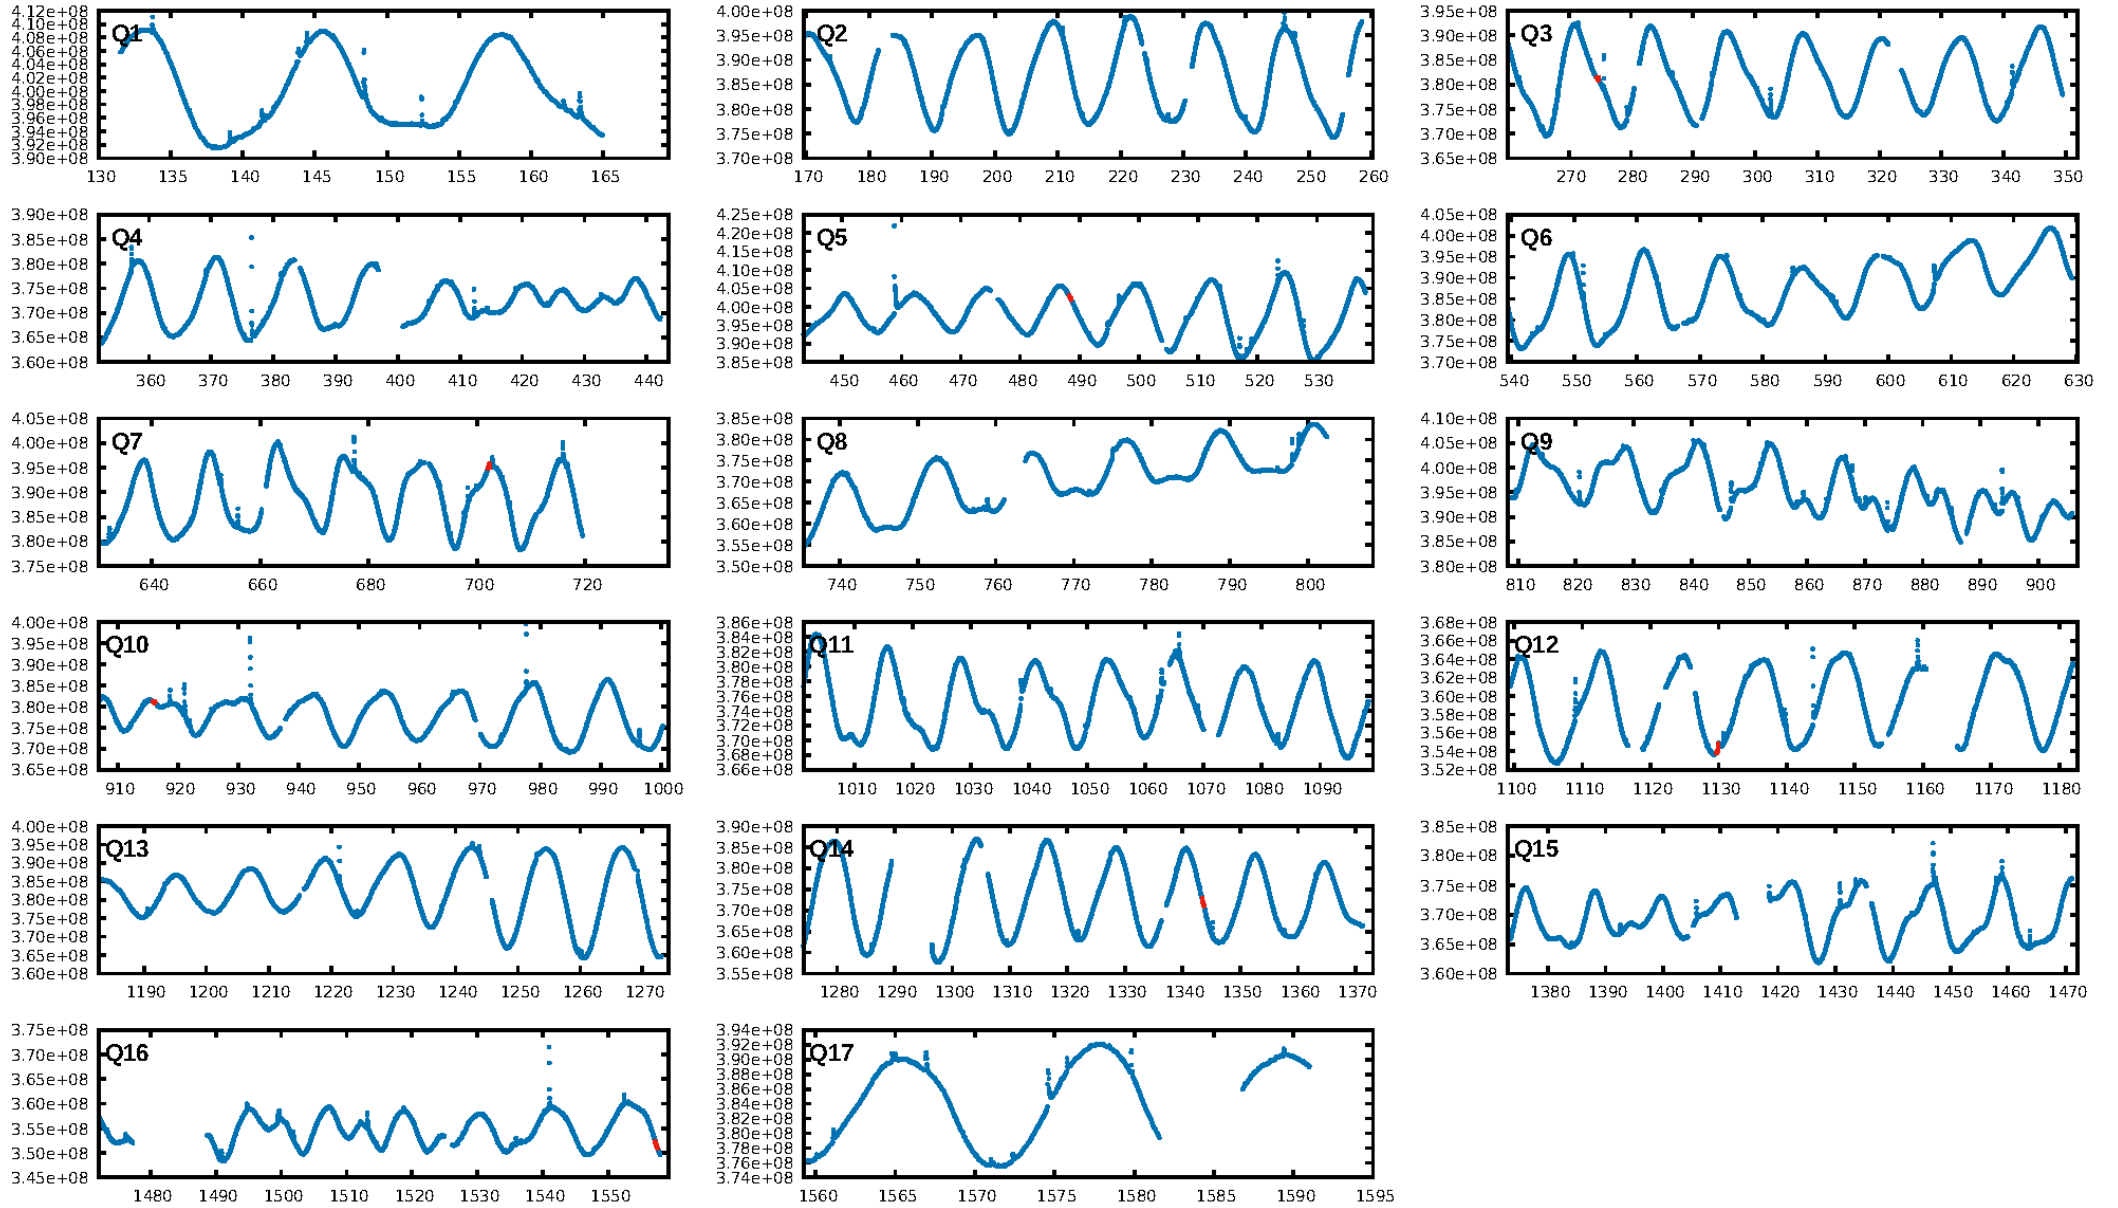 Q1
4.12e+08
4.10e+08
4.08e+08
4.06e+08
4.04e+08
4.02e+08
4.00e+08
3.98e+08
3.96e+08
3.94e+08
3.92e+08
3.90e+08
130 135 140 145 150 155 160 165
Q2
4.00e+08
3.95e+08
3.90e+08
3.85e+08
3.80e+08
3.75e+08
3.70e+08
170 180 190 200 210 220 230 240 250 260
Q3
3.95e+08
3.90e+08
3.85e+08
3.80e+08
3.75e+08
3.70e+08
3.65e+08
270 280 290 300 310 320 330 340 350
Q4
3.90e+08
3.85e+08
3.80e+08
3.75e+08
3.70e+08
3.65e+08
3.60e+08
360 370 380 390 400 410 420 430 440
Q5
4.25e+08
4.20e+08
4.15e+08
4.10e+08
4.05e+08
4.00e+08
3.95e+08
3.90e+08
3.85e+08
450 460 470 480 490 500 510 520 530
Q6
4.05e+08
4.00e+08
3.95e+08
3.90e+08
3.85e+08
3.80e+08
3.75e+08
3.70e+08
540 550 560 570 580 590 600 610 620 630
Q7
4.05e+08
4.00e+08
3.95e+08
3.90e+08
3.85e+08
3.80e+08
3.75e+08
640 660 680 700 720
Q8
3.85e+08
3.80e+08
3.75e+08
3.70e+08
3.65e+08
3.60e+08
3.55e+08
3.50e+08
740 750 760 770 780 790 800
Q9
4.10e+08
4.05e+08
4.00e+08
3.95e+08
3.90e+08
3.85e+08
3.80e+08
810 820 830 840 850 860 870 880 890 900
Q10
4.00e+08
3.95e+08
3.90e+08
3.85e+08
3.80e+08
3.75e+08
3.70e+08
3.65e+08
910 920 930 940 950 960 970 980 990 1000
Q11
3.86e+08
3.84e+08
3.82e+08
3.80e+08
3.78e+08
3.76e+08
3.74e+08
3.72e+08
3.70e+08
3.68e+08
3.66e+08
1010 1020 1030 1040 1050 1060 1070 1080 1090
Q12
3.68e+08
3.66e+08
3.64e+08
3.62e+08
3.60e+08
3.58e+08
3.56e+08
3.54e+08
3.52e+08
1100 1110 1120 1130 1140 1150 1160 1170 1180
Q13
4.00e+08
3.95e+08
3.90e+08
3.85e+08
3.80e+08
3.75e+08
3.70e+08
3.65e+08
3.60e+08
1190 1200 1210 1220 1230 1240 1250 1260 1270
Q14
3.90e+08
3.85e+08
3.80e+08
3.75e+08
3.70e+08
3.65e+08
3.60e+08
3.55e+08
1280 1290 1300 1310 1320 1330 1340 1350 1360 1370
Q15
3.85e+08
3.80e+08
3.75e+08
3.70e+08
3.65e+08
3.60e+08
1380 1390 1400 1410 1420 1430 1440 1450 1460 1470
Q16
3.75e+08
3.70e+08
3.65e+08
3.60e+08
3.55e+08
3.50e+08
3.45e+08
1480 1490 1500 1510 1520 1530 1540 1550
Q17
3.94e+08
3.92e+08
3.90e+08
3.88e+08
3.86e+08
3.84e+08
3.82e+08
3.80e+08
3.78e+08
3.76e+08
3.74e+08
1560 1565 1570 1575 1580 1585 1590 1595